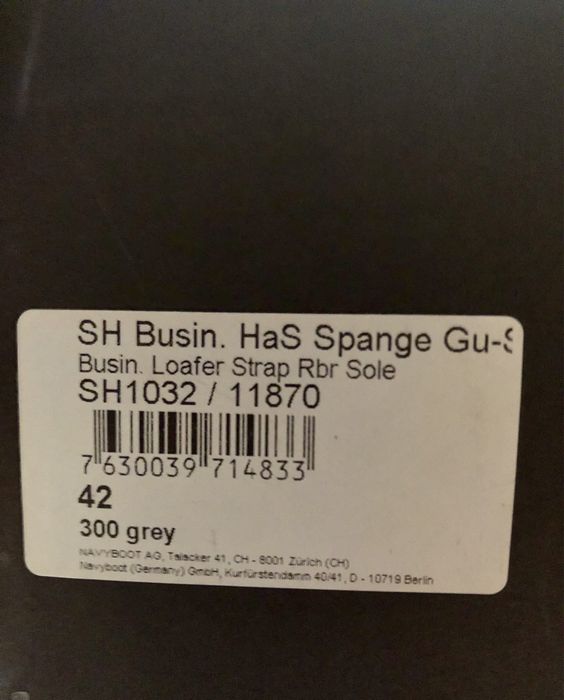 SH Busin. HaS Spange Gu-S
Busin. Loafer Strap Rbr Sole
SH1032 / 11870
7 630039 714833
42
300 grey
NAVYBOOT AG, Talacker 41, CH - 8001 Zürich (CH)
Navyboot (Germany) GmbH, Kurfürstendamm 40/41, D - 10719 Berlin